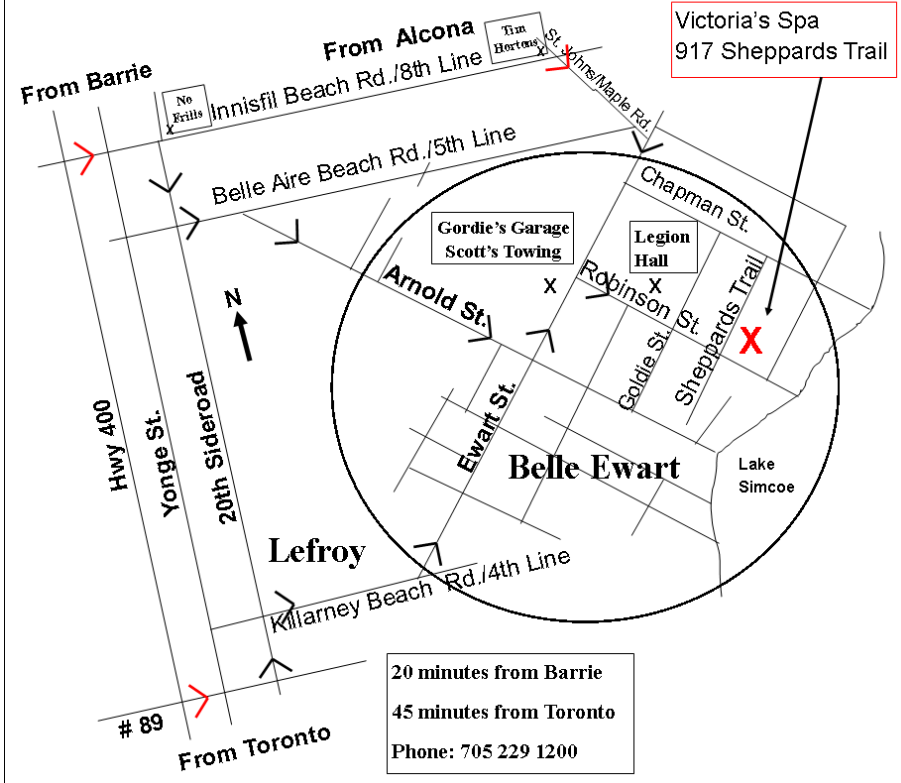 Victoria's Spa
917 Sheppards Trail
From Alcona
Tim
Hortons
St. Johns/Maple Rd.
From Barrie
No
Frills
x
x
Innisfil Beach Rd./8th Line
Belle Aire Beach Rd./5th Line
Chapman St.
Gordie's Garage
Scott's Towing
Legion
Hall
x
x
Robinson St.
Arnold St.
Sheppards Trail
X
Goldie St.
N
Hwy 400
Yonge St.
20th Sideroad
Ewart St.
Belle Ewart
Lake
Simcoe
Lefroy
Killarney Beach Rd./4th Line
# 89
From Toronto
20 minutes from Barrie
45 minutes from Toronto
Phone: 705 229 1200